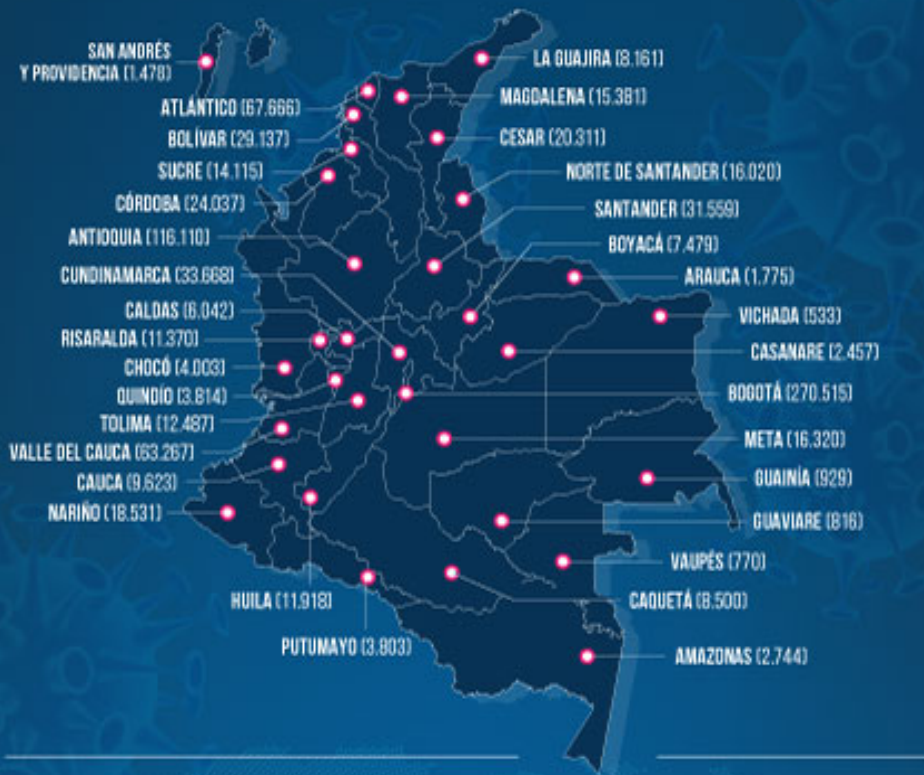 SAN ANDRÉS
Y PROVIDENCIA (1.478)
ATLÁNTICO (67.666)
BOLÍVAR (29.137)
SUCRE (14.115)
CÓRDOBA (24.037)
ANTIOQUIA (116.110)
CUNDINAMARCA (33.668)
CALDAS (6.042)
RISARALDA (11.370)
CHOCÓ (4.003)
QUINDÍO (3.814)
TOLIMA (12.487)
VALLE DEL CAUCA (63.267)
CAUCA (9.623)
NARIÑO (18.531)
HUILA (11.918)
PUTUMAYO (3.803)
LA GUAJIRA (8.161)
MAGDALENA (15.381)
CESAR (20.311)
NORTE DE SANTANDER (16.020)
SANTANDER (31.559)
BOYACÁ (7.479)
ARAUCA (1.775)
VICHADA (533)
CASANARE (2.457)
BOGOTÁ (270.515)
META (16.320)
GUAINÍA (929)
GUAVIARE (816)
VAUPÉS (770)
CAQUETÁ (8.500)
AMAZONAS (2.744)